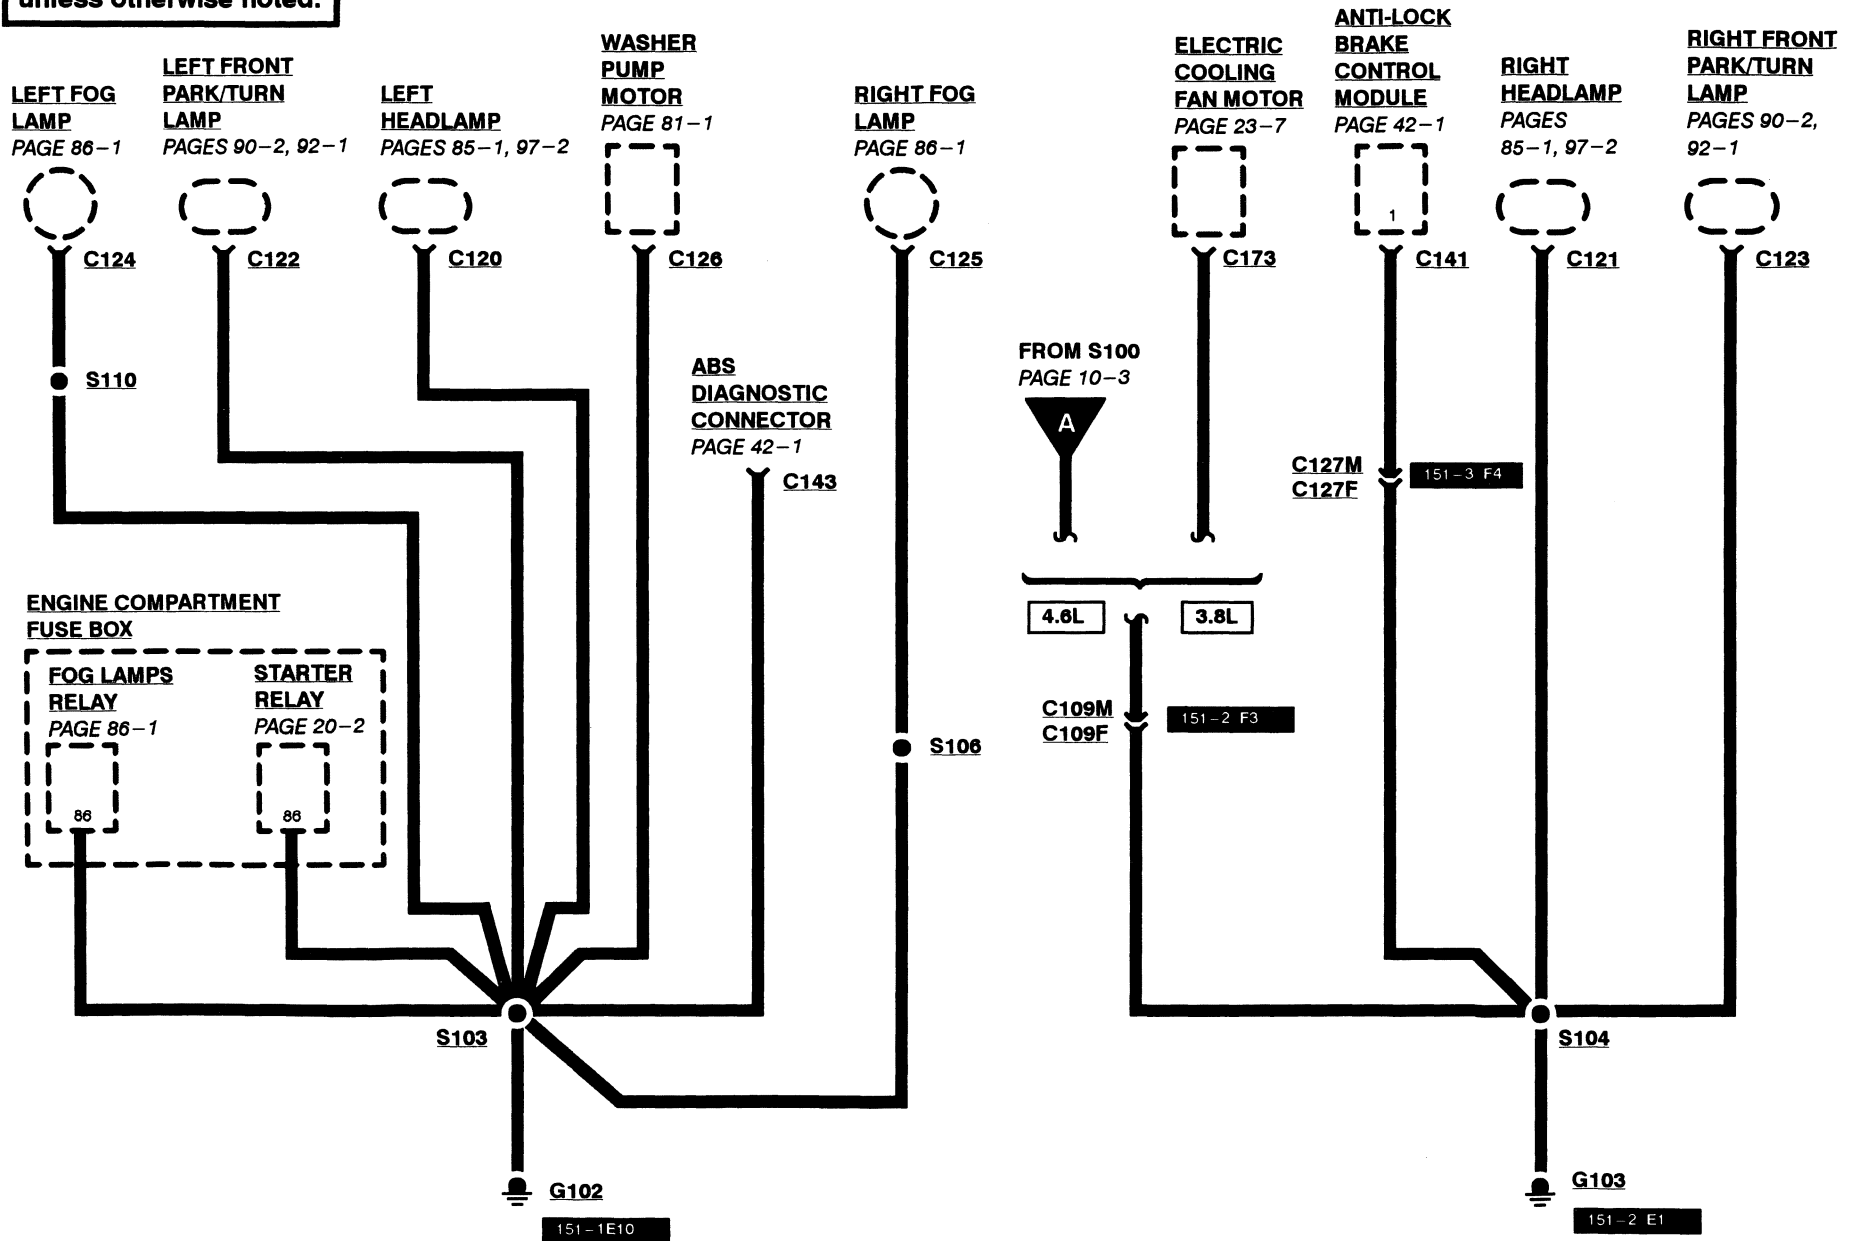 unless otherwise noted.
LEFT FOG
LAMP
PAGE 86-1
LEFT FRONT
PARK/TURN
LAMP
PAGES 90-2, 92-1
LEFT
HEADLAMP
PAGES 85-1, 97-2
WASHER
PUMP
MOTOR
PAGE 81-1
RIGHT FOG
LAMP
PAGE 86-1
ELECTRIC
COOLING
FAN MOTOR
PAGE 23-7
ANTI-LOCK
BRAKE
CONTROL
MODULE
PAGE 42-1
1
RIGHT
HEADLAMP
PAGES
85-1, 97-2
RIGHT FRONT
PARK/TURN
LAMP
PAGES 90-2,
92-1
C124
C122
C120
C126
C125
C173
C141
C121
C123
S110
ABS
DIAGNOSTIC
CONNECTOR
PAGE 42-1
C143
FROM S100
PAGE 10-3
A
C127M
C127F
151-3 F4
4.6L
3.8L
ENGINE COMPARTMENT
FUSE BOX
FOG LAMPS
RELAY
PAGE 86-1
86
STARTER
RELAY
PAGE 20-2
86
C109M
C109F
151-2 F3
S106
S103
S104
G102
151-1E10
G103
151-2 E1